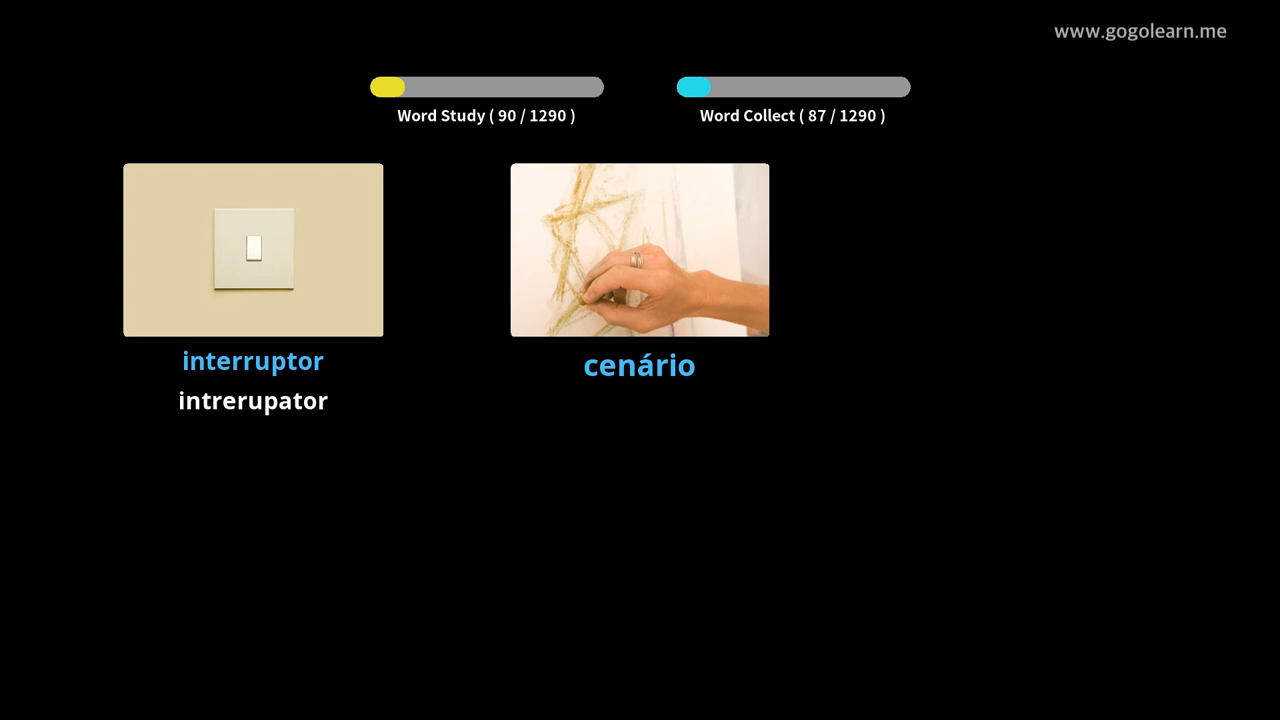 www.gogolearn.me
Word Study ( 90 / 1290 )
Word Collect ( 87 / 1290 )
interruptor
intrerupator
cenário